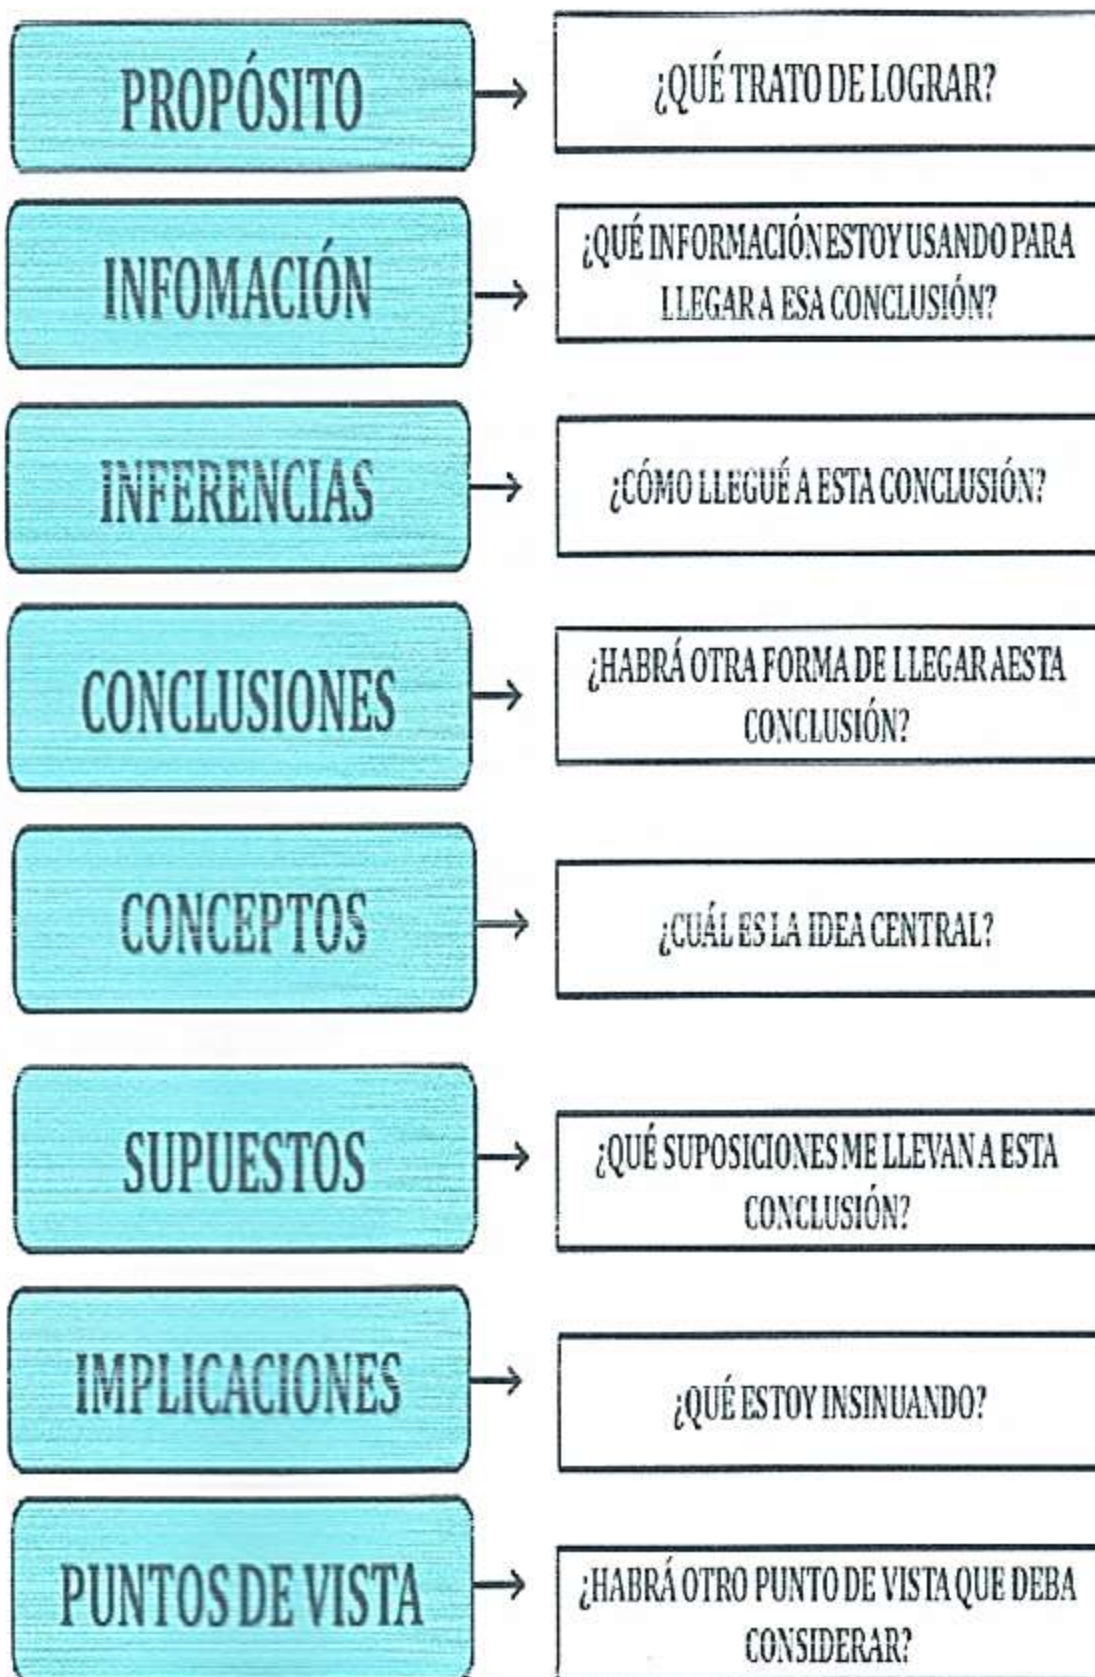 PROPÓSITO
¿QUÉ TRATO DE LOGRAR?
INFOMACIÓN
¿QUÉ INFORMACIÓN ESTOY USANDO PARA
LLEGAR A ESA CONCLUSIÓN?
INFERENCIAS
¿CÓMO LLEGUÉ A ESTA CONCLUSIÓN?
CONCLUSIONES
¿HABRÁ OTRA FORMA DE LLEGAR A ESTA
CONCLUSIÓN?
CONCEPTOS
¿CUÁL ES LA IDEA CENTRAL?
SUPUESTOS
¿QUÉ SUPOSICIONES ME LLEVAN A ESTA
CONCLUSIÓN?
IMPLICACIONES
¿QUÉ ESTOY INSINUANDO?
PUNTOS DE VISTA
¿HABRÁ OTRO PUNTO DE VISTA QUE DEBA
CONSIDERAR?